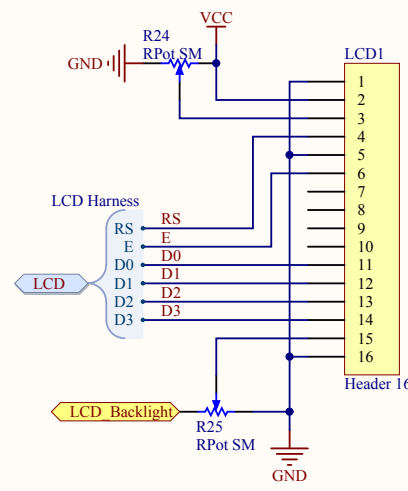 VCC
R24
RPot SM
GND
LCD1
1
2
3
4
5
6
7
8
9
10
11
12
13
14
15
16
Header 16
LCD Harness
RS RS
E E
D0 D0
D1 D1
LCD
D2 D2
D3 D3
LCD_Backlight
R25
RPot SM
GND